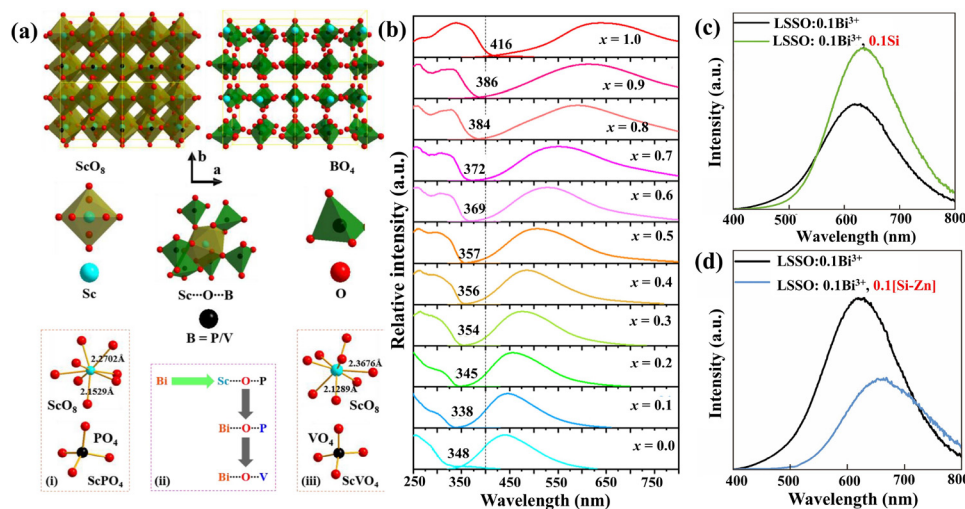 (a)
ScO₈
BO₄
b
a
Sc
Sc···O···B
O
B = P/V
2.2702Å
2.1529Å
ScO₈
PO₄
(i)
ScPO₄
Bi
Sc····O····P
Bi····O····P
Bi····O····V
(ii)
2.3676Å
2.1289Å
ScO₈
VO₄
(iii)
ScVO₄
(b)
Relative intensity (a.u.)
416
x = 1.0
386
x = 0.9
384
x = 0.8
372
x = 0.7
369
x = 0.6
357
x = 0.5
356
x = 0.4
354
x = 0.3
345
x = 0.2
338
x = 0.1
348
x = 0.0
250 350 450 550 650 750
Wavelength (nm)
(c)
LSSO:0.1Bi³⁺
LSSO: 0.1Bi³⁺, 0.1Si
Intensity (a.u.)
400 500 600 700 800
Wavelength (nm)
(d)
LSSO:0.1Bi³⁺
LSSO: 0.1Bi³⁺, 0.1[Si-Zn]
Intensity (a.u.)
400 500 600 700 800
Wavelength (nm)